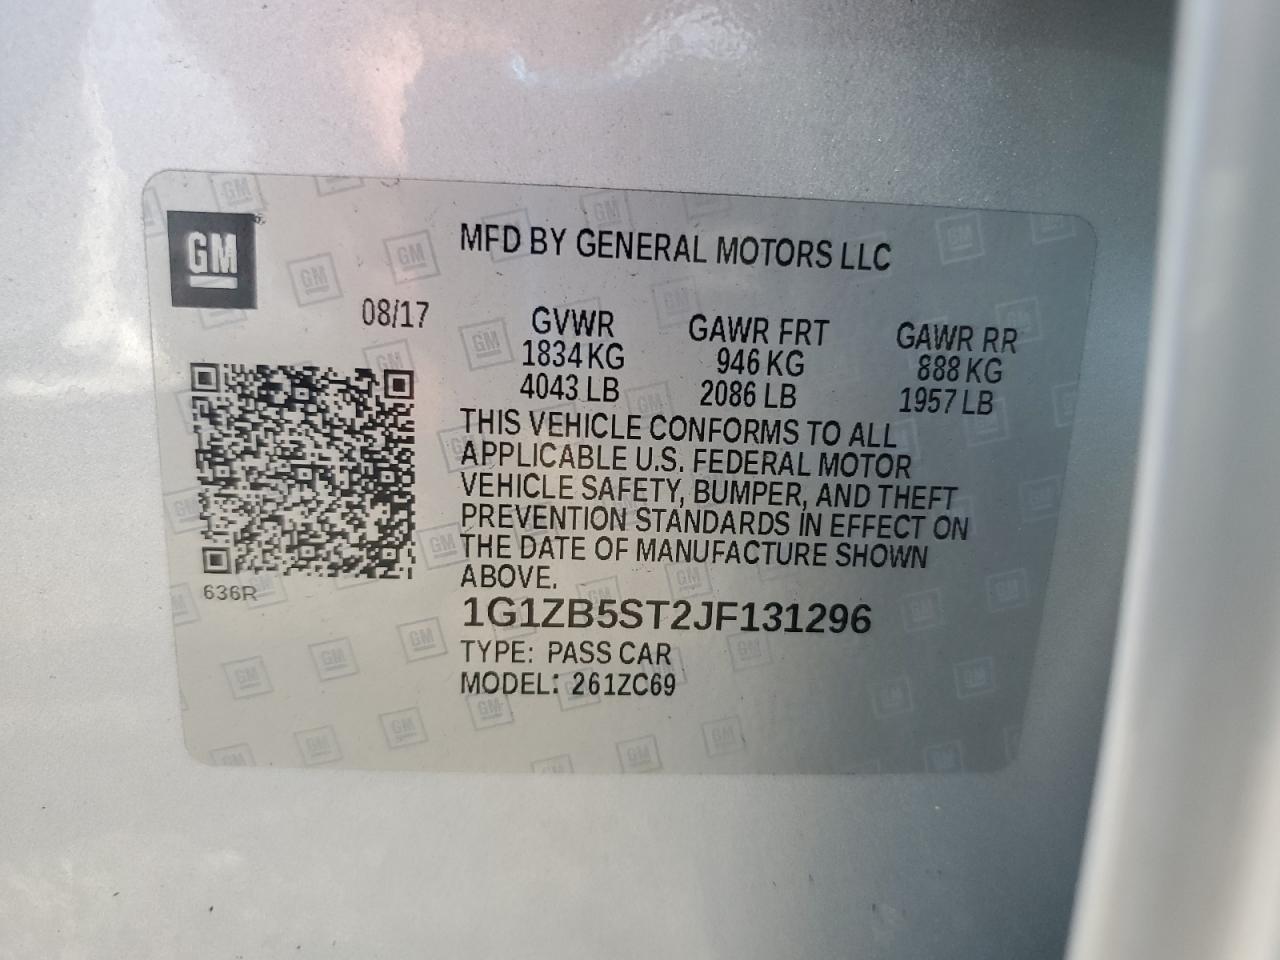 GM
MFD BY GENERAL MOTORS LLC
08/17
GVWR GAWR FRT GAWR RR
1834 KG 946 KG 888 KG
4043 LB 2086 LB 1957 LB
THIS VEHICLE CONFORMS TO ALL
APPLICABLE U.S. FEDERAL MOTOR
VEHICLE SAFETY, BUMPER, AND THEFT
PREVENTION STANDARDS IN EFFECT ON
THE DATE OF MANUFACTURE SHOWN
ABOVE.
636R
1G1ZB5ST2JF131296
TYPE: PASS CAR
MODEL: 261ZC69